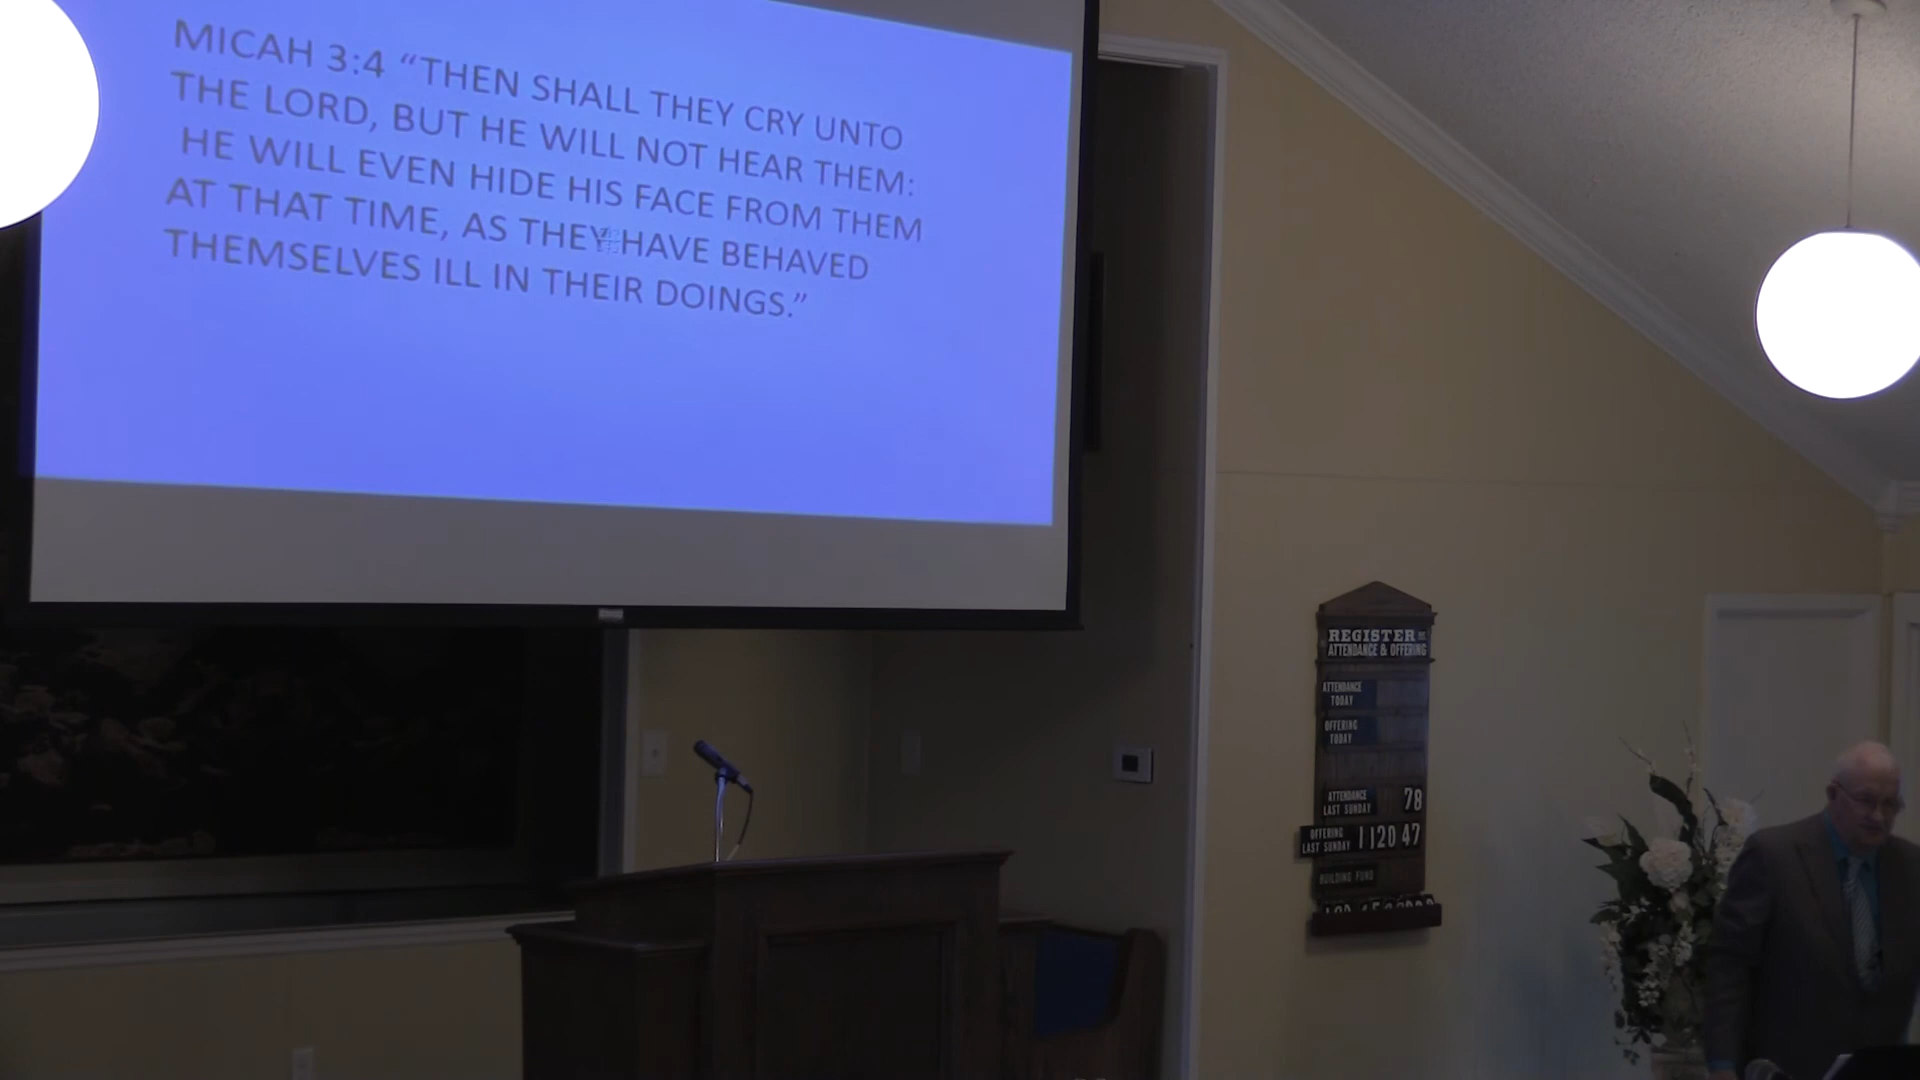 MICAH 3:4 “THEN SHALL THEY CRY UNTO
THE LORD, BUT HE WILL NOT HEAR THEM:
HE WILL EVEN HIDE HIS FACE FROM THEM
AT THAT TIME, AS THEY HAVE BEHAVED
THEMSELVES ILL IN THEIR DOINGS.”
REGISTER OF
ATTENDANCE & OFFERING
ATTENDANCE
TODAY
OFFERING
TODAY
ATTENDANCE
LAST SUNDAY 78
OFFERING
LAST SUNDAY 1120 47
BUILDING FUND